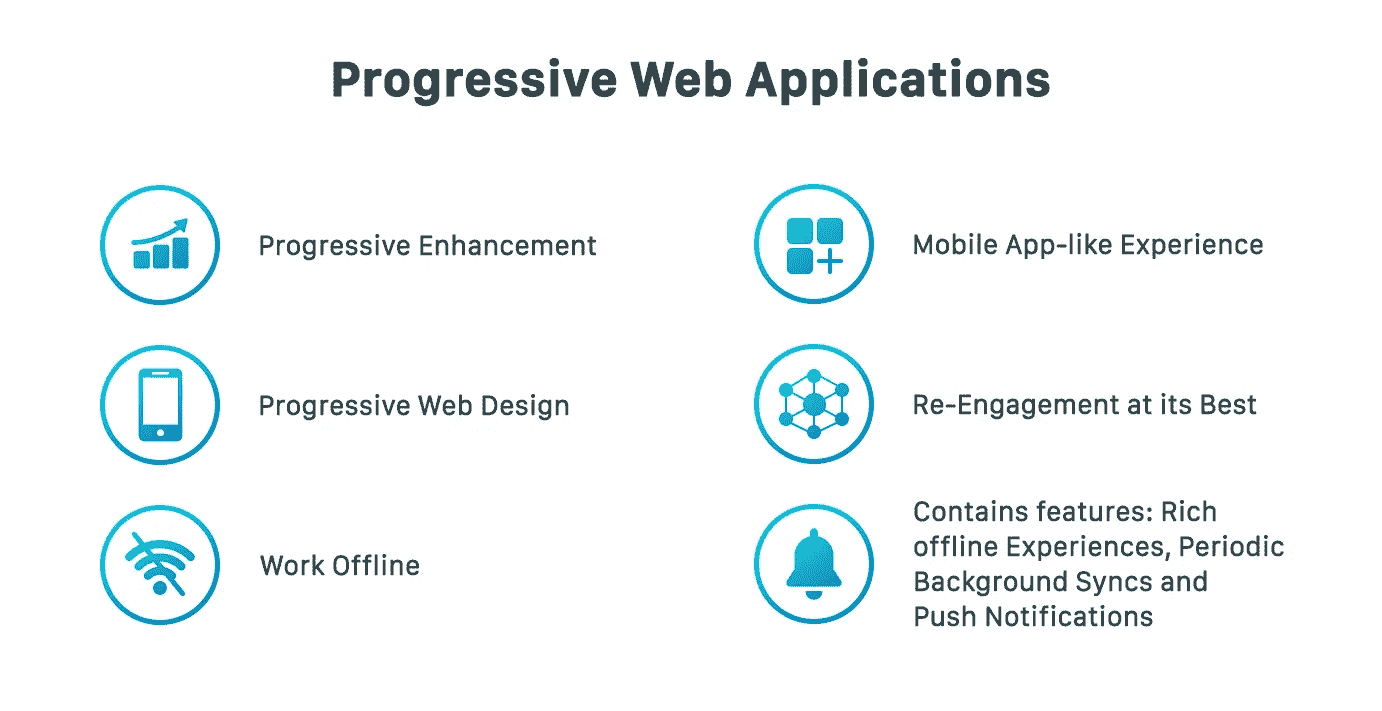 Progressive Web Applications
Progressive Enhancement
Mobile App-like Experience
Progressive Web Design
Re-Engagement at its Best
Work Offline
Contains features: Rich
offline Experiences, Periodic
Background Syncs and
Push Notifications